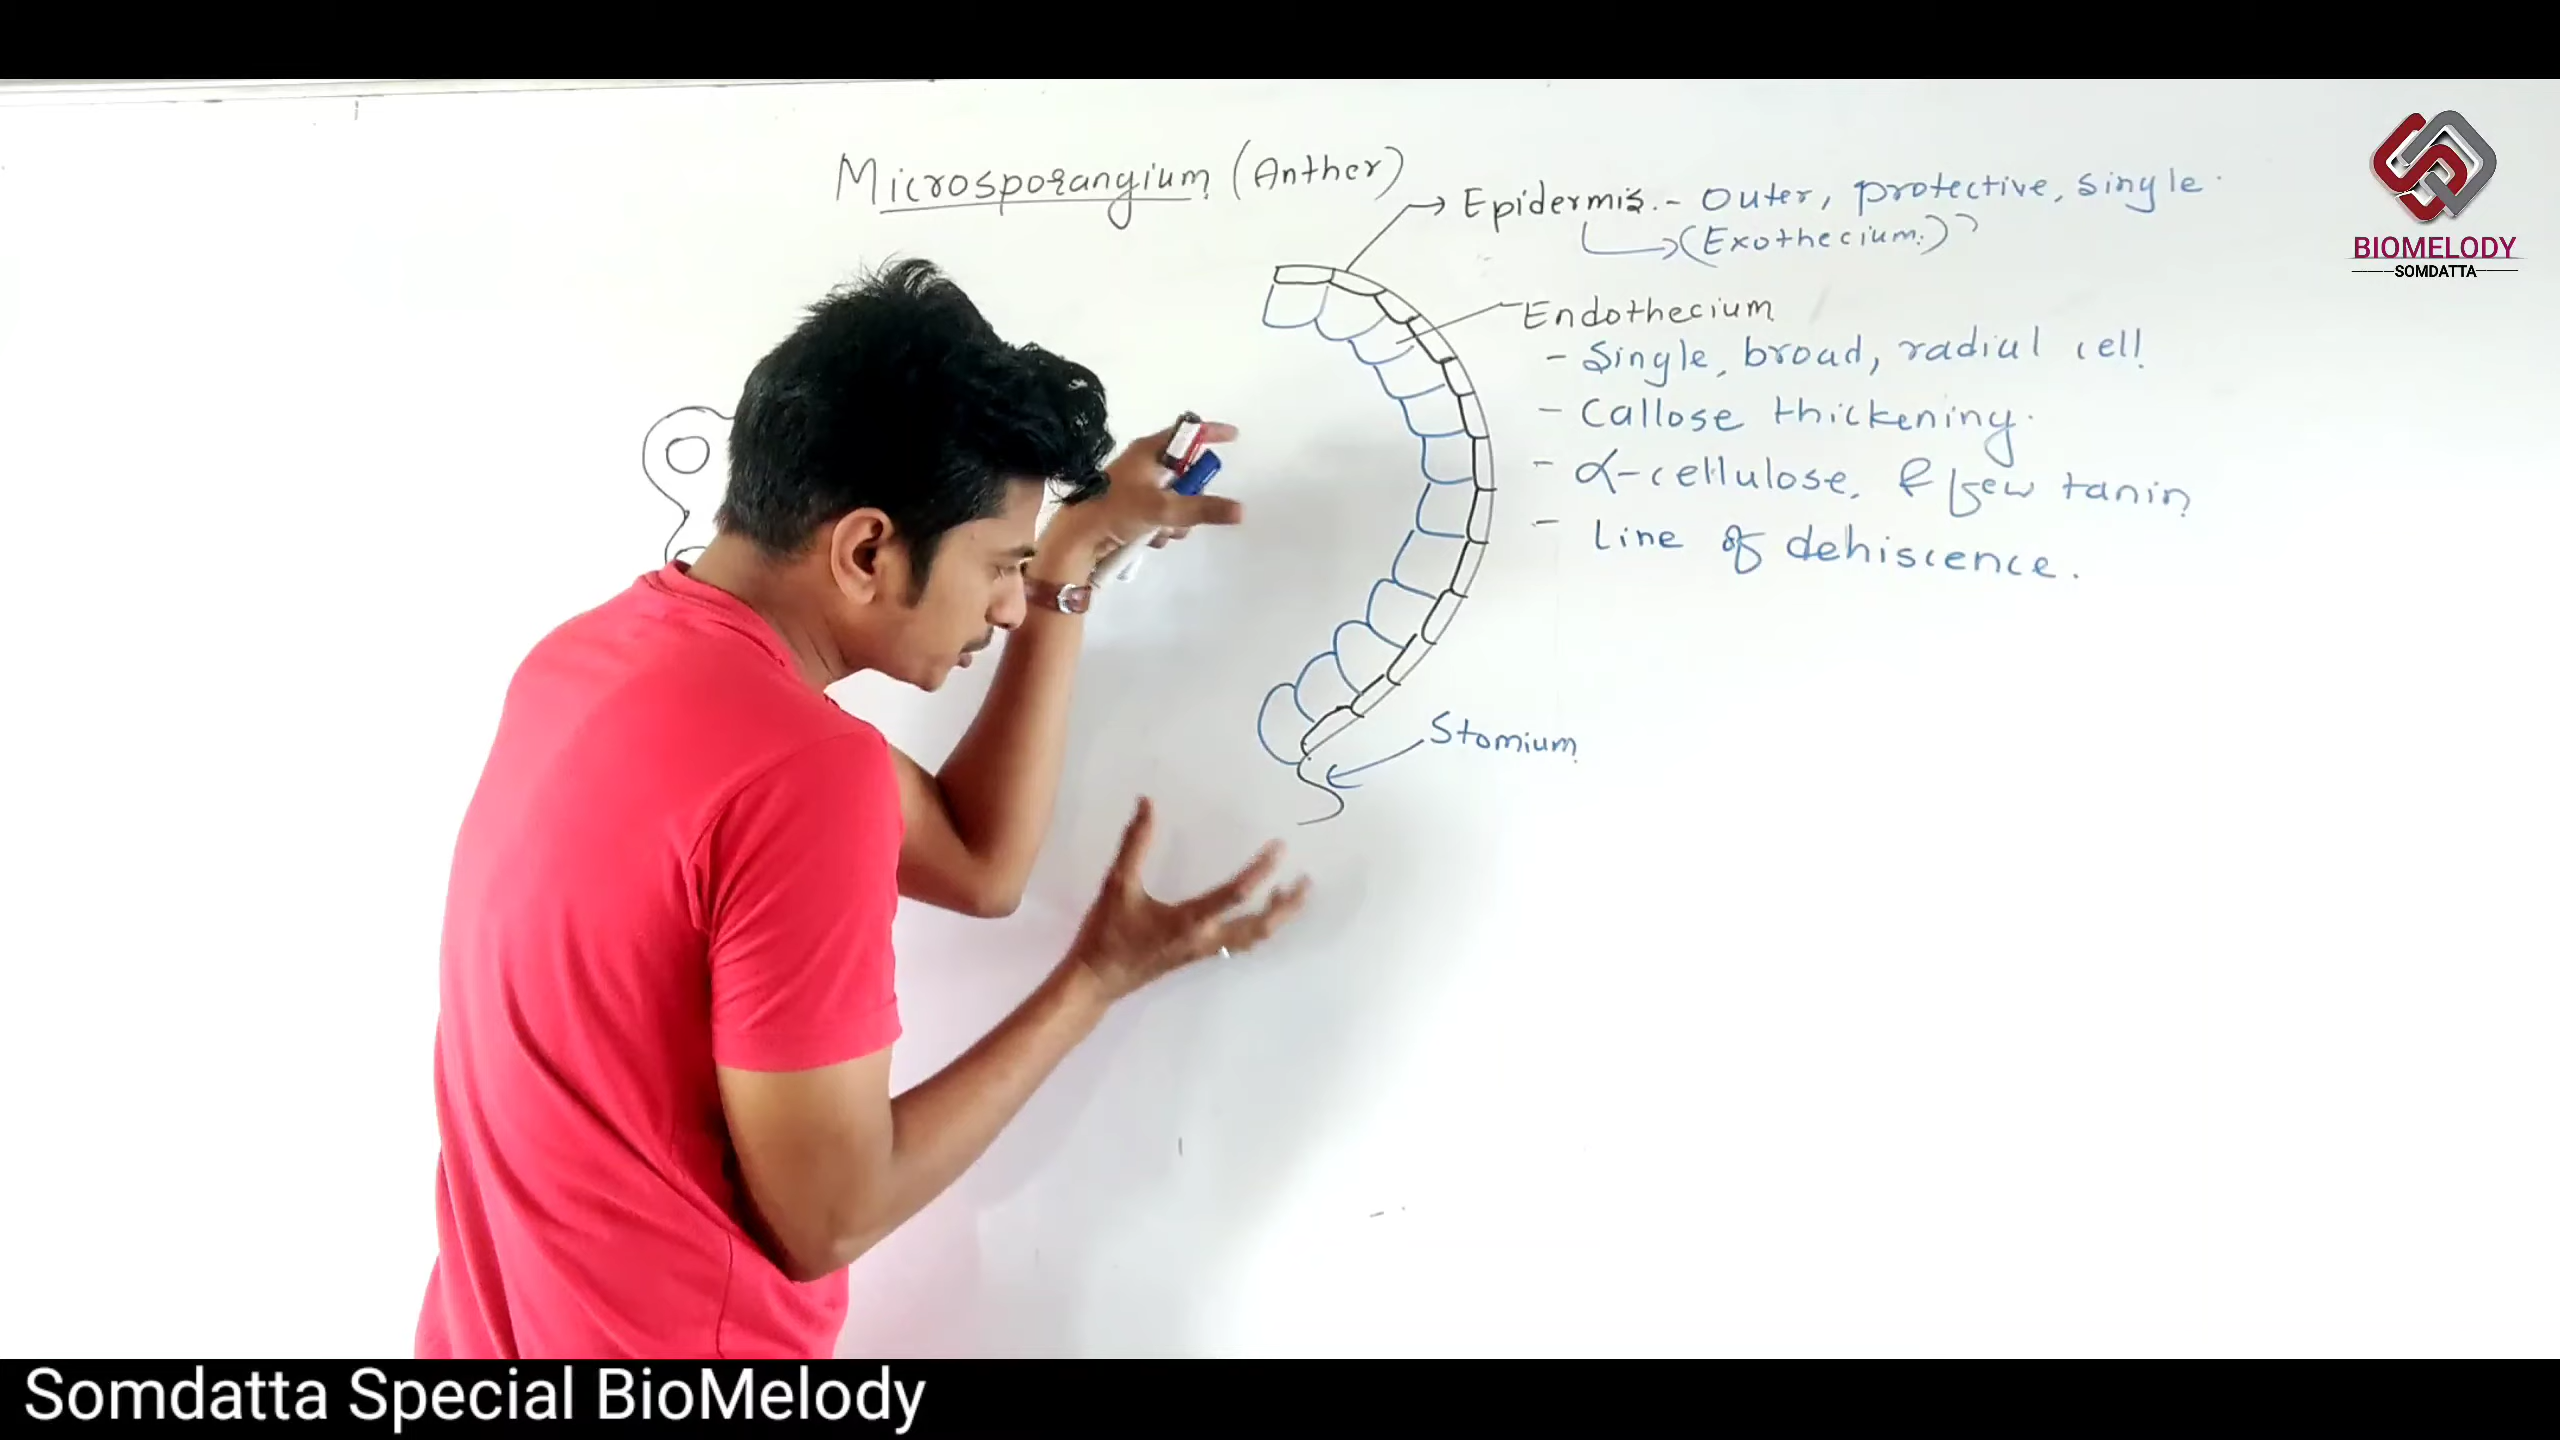 Microsporangium (Anther)
Epidermis. - Outer, protective, single.
(Exothecium.)
Endothecium
- Single, broad, radial cell
- Callose thickening.
- α-cellulose, & few tanin
- Line of dehiscence.
Stomium
BIOMELODY
SOMDATTA
Somdatta Special BioMelody